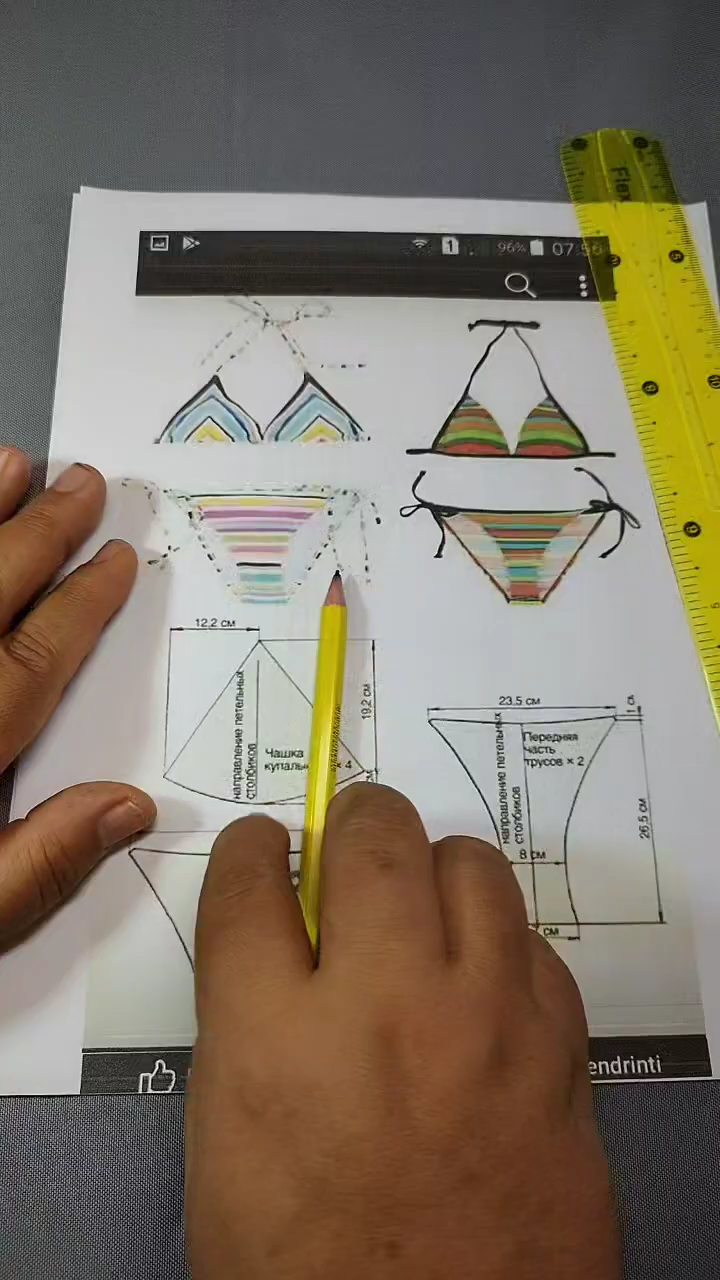 Flex
1 96% 07:56
12,2 см
направление петельных
столбиков
Чашка
х 4
19,2 см
23,5 см
Передняя
часть
трусов × 2
направление петельных
столбиков
26,5 см
8 см
см
endrinti